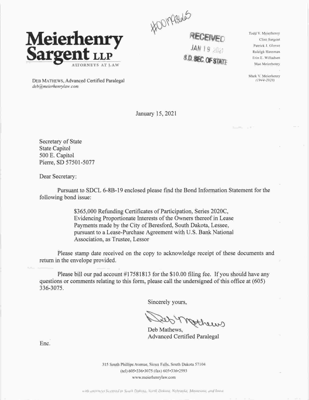 #00 Mathews
Meierhenry
Sargent LLP
ATTORNEYS AT LAW
RECEIVED
JAN 19 2021
S.D. SEC OF STATE
Todd V. Meierhenry
Clint Sargent
Patrick J. Glover
Raleigh Hansman
Erin E. Willadsen
Mae Meierhenry
Mark V. Meierhenry
(1944-2020)
DEB MATHEWS, Advanced Certified Paralegal
deb@meierhenrylaw.com
January 15, 2021
Secretary of State
State Capitol
500 E. Capitol
Pierre, SD 57501-5077
Dear Secretary:
Pursuant to SDCL 6-8B-19 enclosed please find the Bond Information Statement for the
following bond issue:
$365,000 Refunding Certificates of Participation, Series 2020C,
Evidencing Proportionate Interests of the Owners thereof in Lease
Payments made by the City of Beresford, South Dakota, Lessee,
pursuant to a Lease-Purchase Agreement with U.S. Bank National
Association, as Trustee, Lessor
Please stamp date received on the copy to acknowledge receipt of these documents and
return in the envelope provided.
Please bill our pad account #17581813 for the $10.00 filing fee. If you should have any
questions or comments relating to this form, please call the undersigned of this office at (605)
336-3075.
Sincerely yours,
Deb Mathews
Deb Mathews,
Advanced Certified Paralegal
Enc.
315 South Phillips Avenue, Sioux Falls, South Dakota 57104
(tel) 605•336•3075 (fax) 605•336•2593
www.meierhenrylaw.com